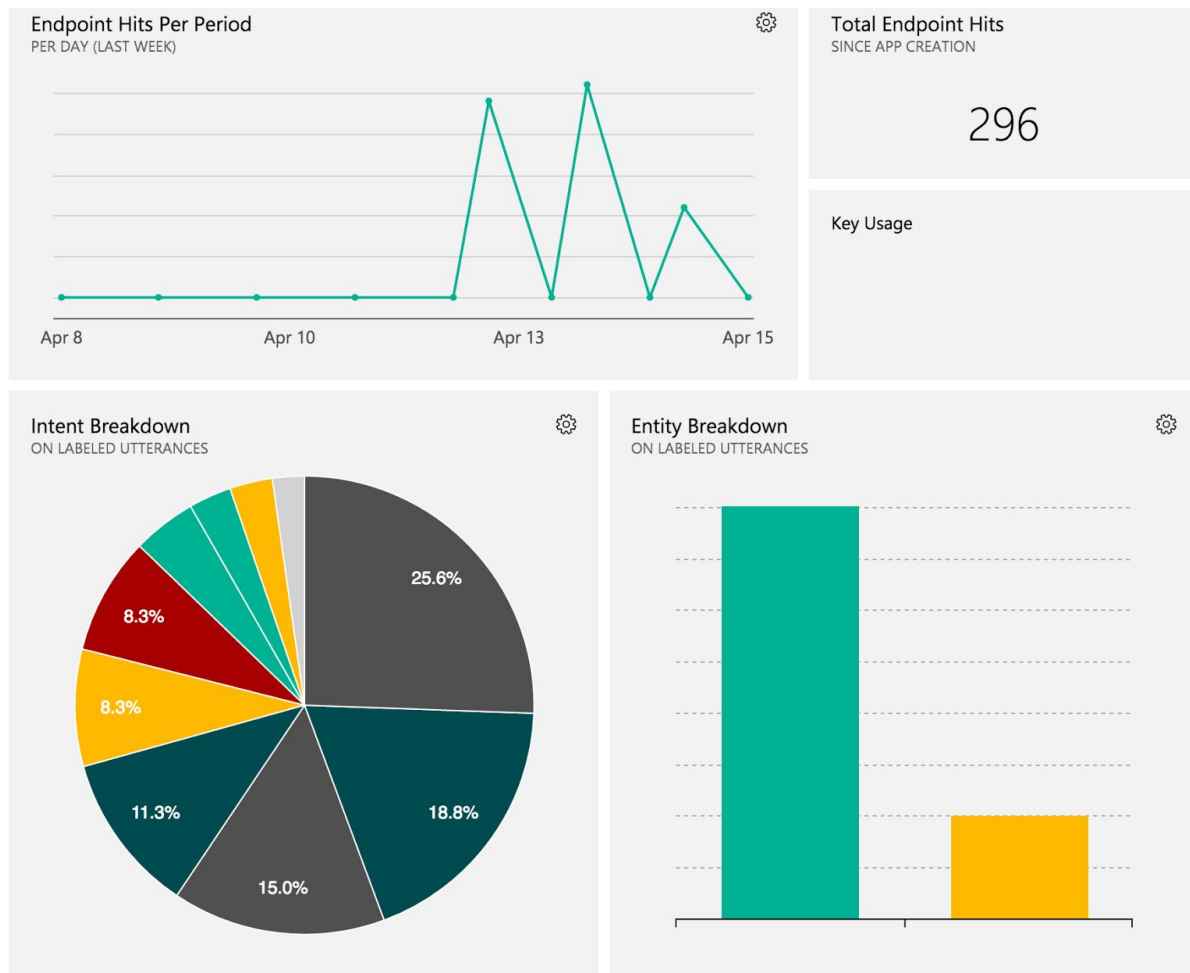 Endpoint Hits Per Period
PER DAY (LAST WEEK)
Apr 8
Apr 10
Apr 13
Apr 15
Total Endpoint Hits
SINCE APP CREATION
296
Key Usage
Intent Breakdown
ON LABELED UTTERANCES
25.6%
8.3%
8.3%
11.3%
18.8%
15.0%
Entity Breakdown
ON LABELED UTTERANCES